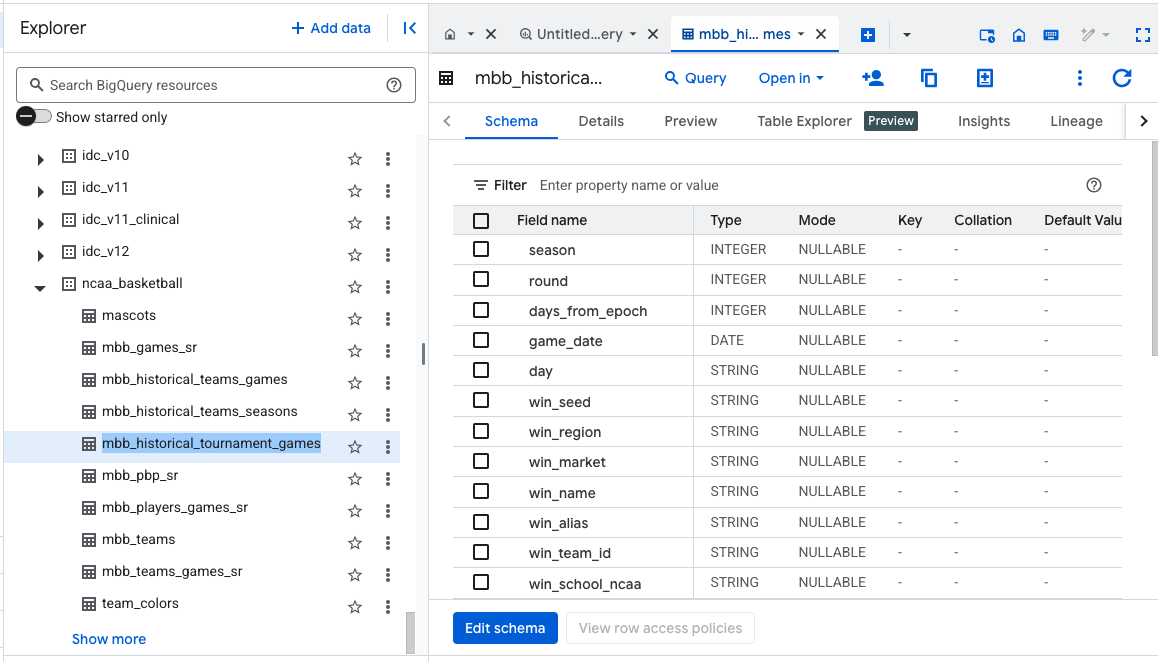 Explorer
+ Add data
Untitled...ery
mbb_hi... mes
Search BigQuery resources
Show starred only
idc_v10
idc_v11
idc_v11_clinical
idc_v12
ncaa_basketball
mascots
mbb_games_sr
mbb_historical_teams_games
mbb_historical_teams_seasons
mbb_historical_tournament_games
mbb_pbp_sr
mbb_players_games_sr
mbb_teams
mbb_teams_games_sr
team_colors
Show more
mbb_historica...
Query
Open in
Schema Details Preview Table Explorer Preview Insights Lineage
Filter Enter property name or value
Field name Type Mode Key Collation Default Valu
season INTEGER NULLABLE - - -
round INTEGER NULLABLE - - -
days_from_epoch INTEGER NULLABLE - - -
game_date DATE NULLABLE - - -
day STRING NULLABLE - - -
win_seed STRING NULLABLE - - -
win_region STRING NULLABLE - - -
win_market STRING NULLABLE - - -
win_name STRING NULLABLE - - -
win_alias STRING NULLABLE - - -
win_team_id STRING NULLABLE - - -
win_school_ncaa STRING NULLABLE - - -
Edit schema View row access policies